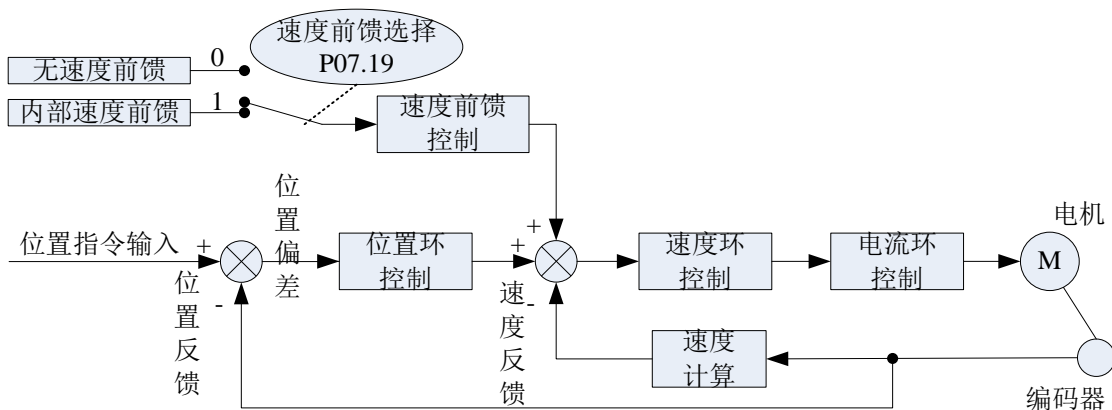 速度前馈选择
P07.19
无速度前馈
0
内部速度前馈
1
速度前馈
控制
位置指令输入
+
-
位置反馈
位置偏差
位置环
控制
+
+
-
速度反馈
速度环
控制
电流环
控制
电机
M
速度
计算
编码器